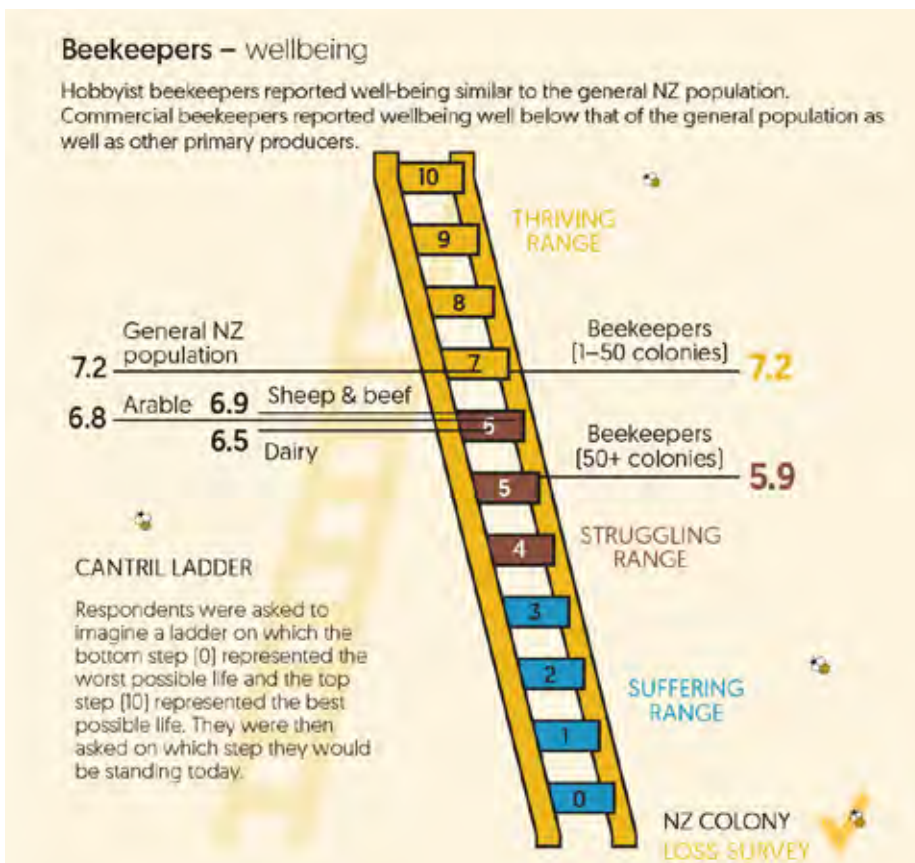 Beekeepers – wellbeing
Hobbyist beekeepers reported well-being similar to the general NZ population.
Commercial beekeepers reported wellbeing well below that of the general population as
well as other primary producers.
10
THRIVING
RANGE
9
8
General NZ
population
7.2
7
Beekeepers
(1–50 colonies)
7.2
Sheep & beef
6.9
Arable
6.8
6
6.5
Dairy
Beekeepers
(50+ colonies)
5.9
5
STRUGGLING
RANGE
4
CANTRIL LADDER
Respondents were asked to
imagine a ladder on which the
bottom step (0) represented the
worst possible life and the top
step (10) represented the best
possible life. They were then
asked on which step they would
be standing today.
3
2
SUFFERING
RANGE
1
0
NZ COLONY
LOSS SURVEY